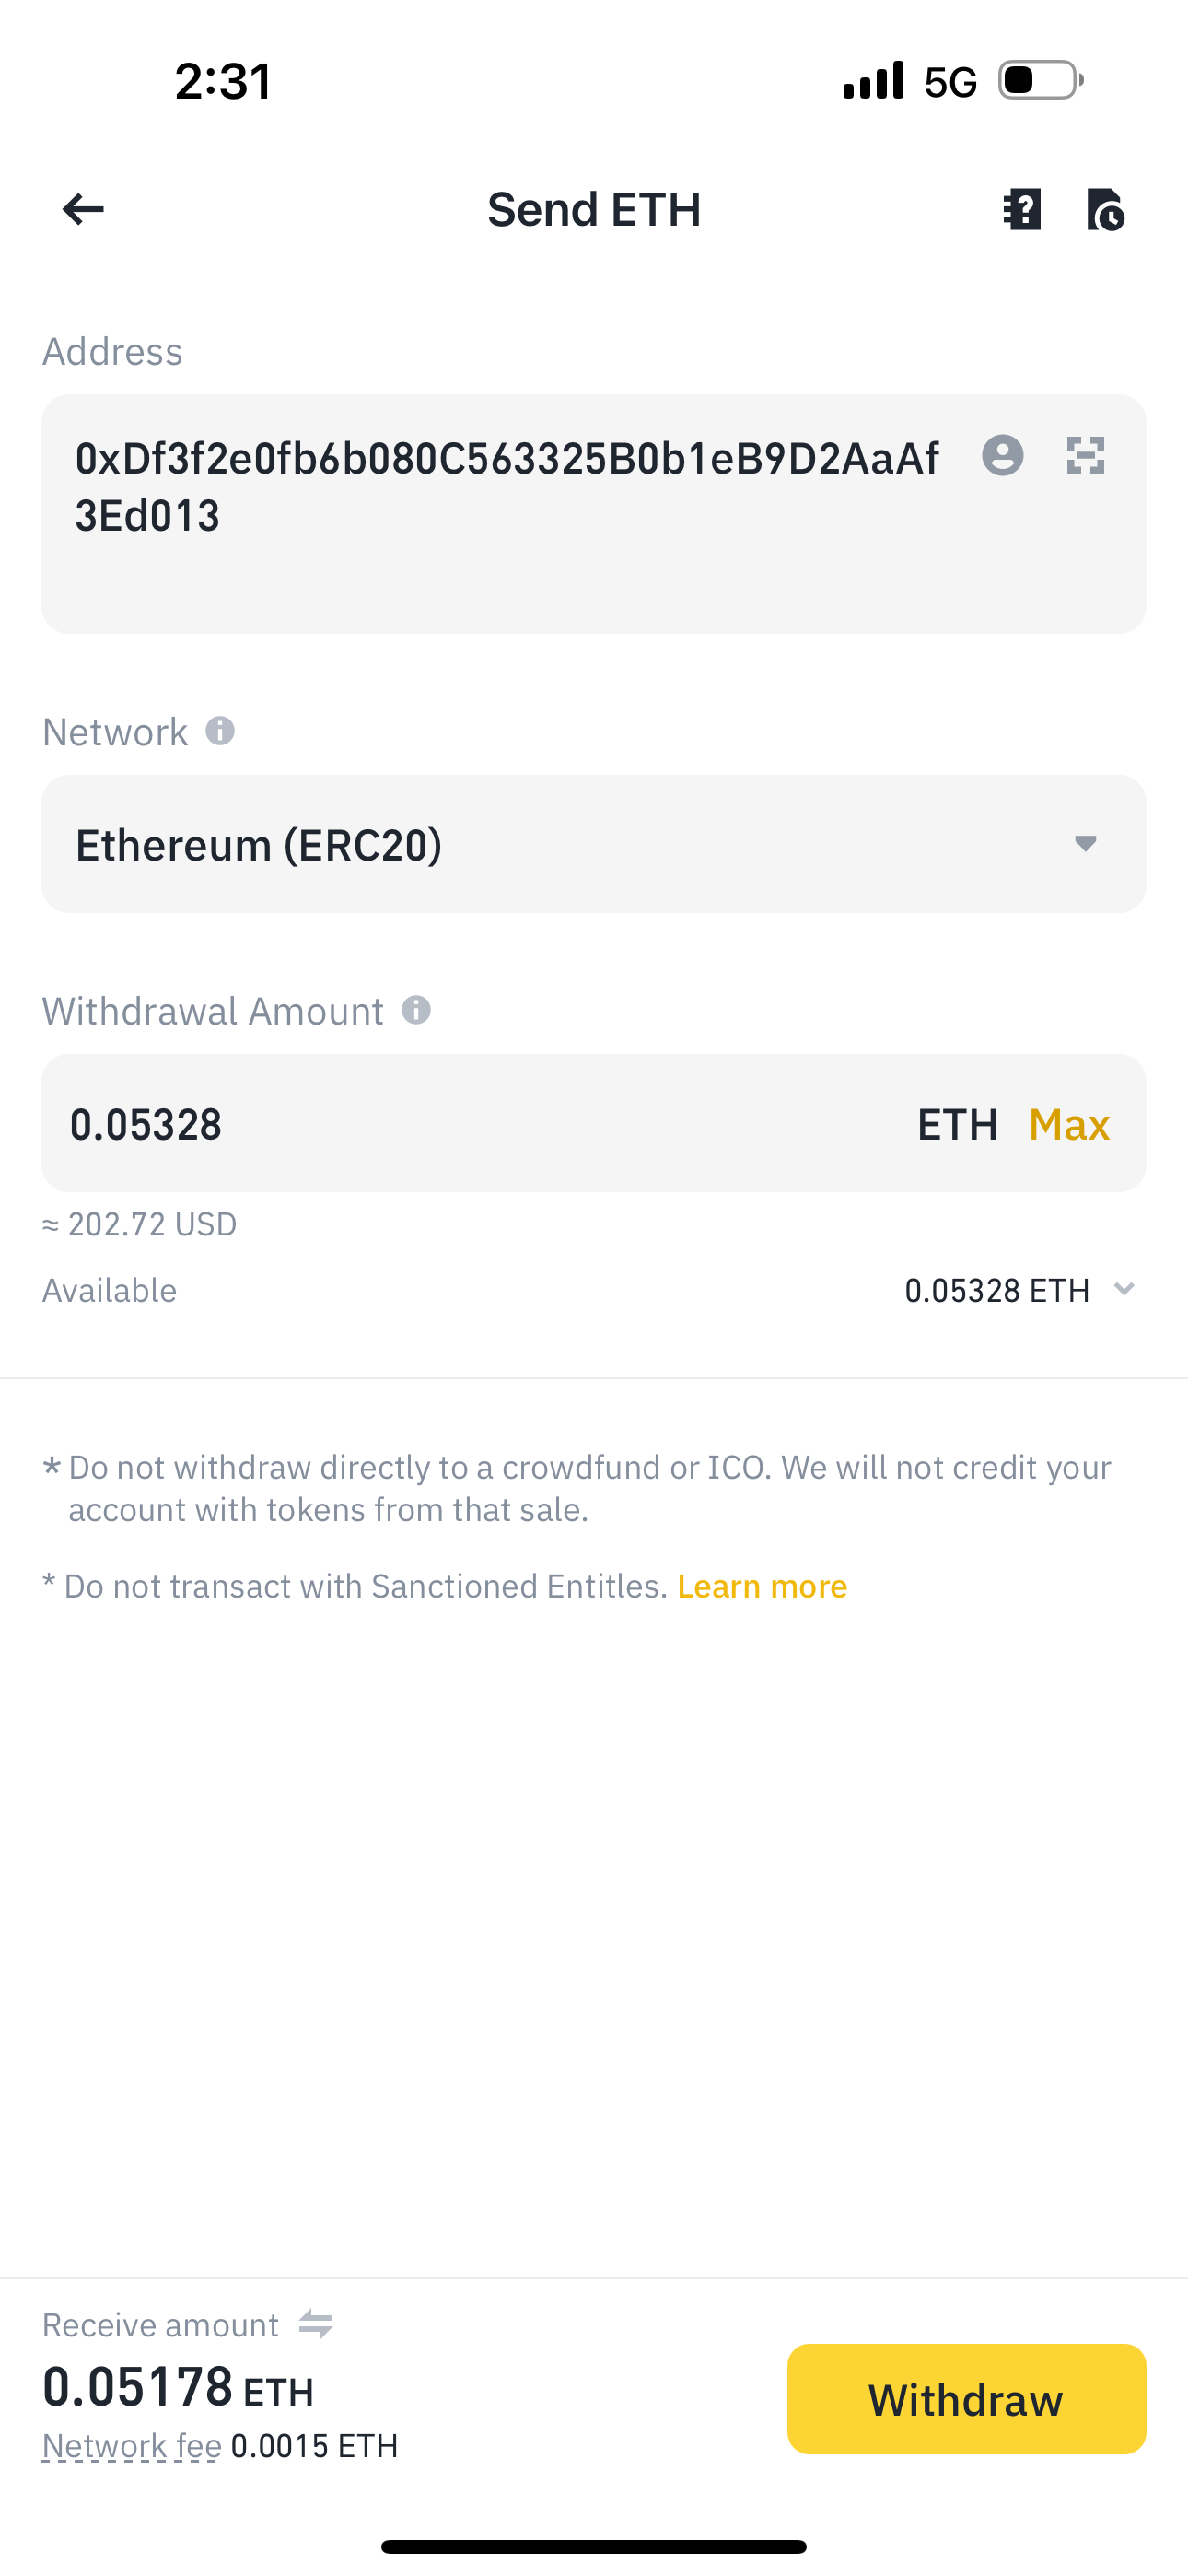 2:31
5G
Send ETH
Address
0xDf3f2e0fb6b080C563325B0b1eB9D2AaAf
3Ed013
Network
Ethereum (ERC20)
Withdrawal Amount
0.05328 ETH Max
≈ 202.72 USD
Available 0.05328 ETH
* Do not withdraw directly to a crowdfund or ICO. We will not credit your
account with tokens from that sale.
* Do not transact with Sanctioned Entitles. Learn more
Receive amount
0.05178 ETH
Network fee 0.0015 ETH
Withdraw